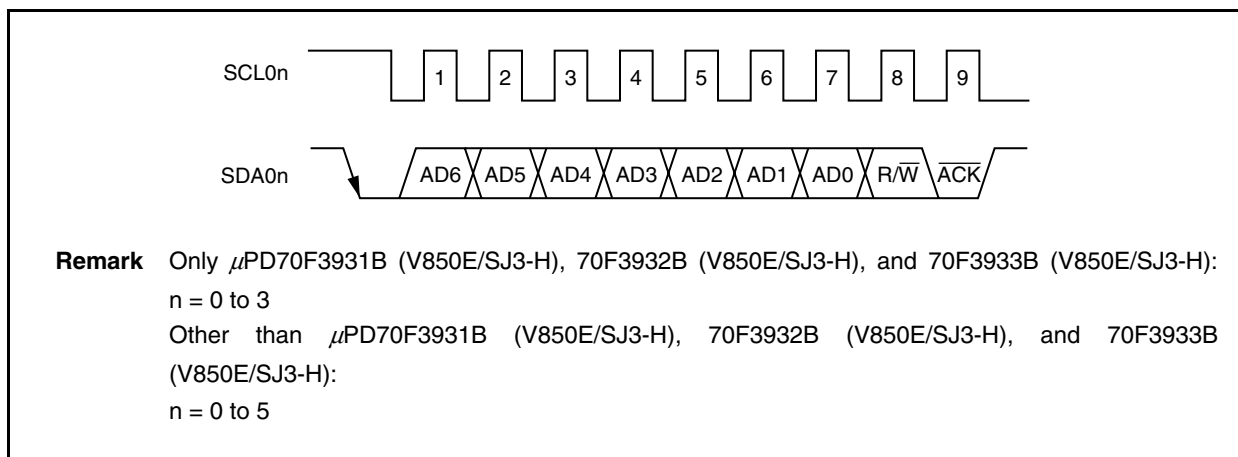 SCL0n 1 2 3 4 5 6 7 8 9
SDA0n AD6 AD5 AD4 AD3 AD2 AD1 AD0 R/W̅ A̅C̅K̅
Remark Only μPD70F3931B (V850E/SJ3-H), 70F3932B (V850E/SJ3-H), and 70F3933B (V850E/SJ3-H):
n = 0 to 3
Other than μPD70F3931B (V850E/SJ3-H), 70F3932B (V850E/SJ3-H), and 70F3933B
(V850E/SJ3-H):
n = 0 to 5